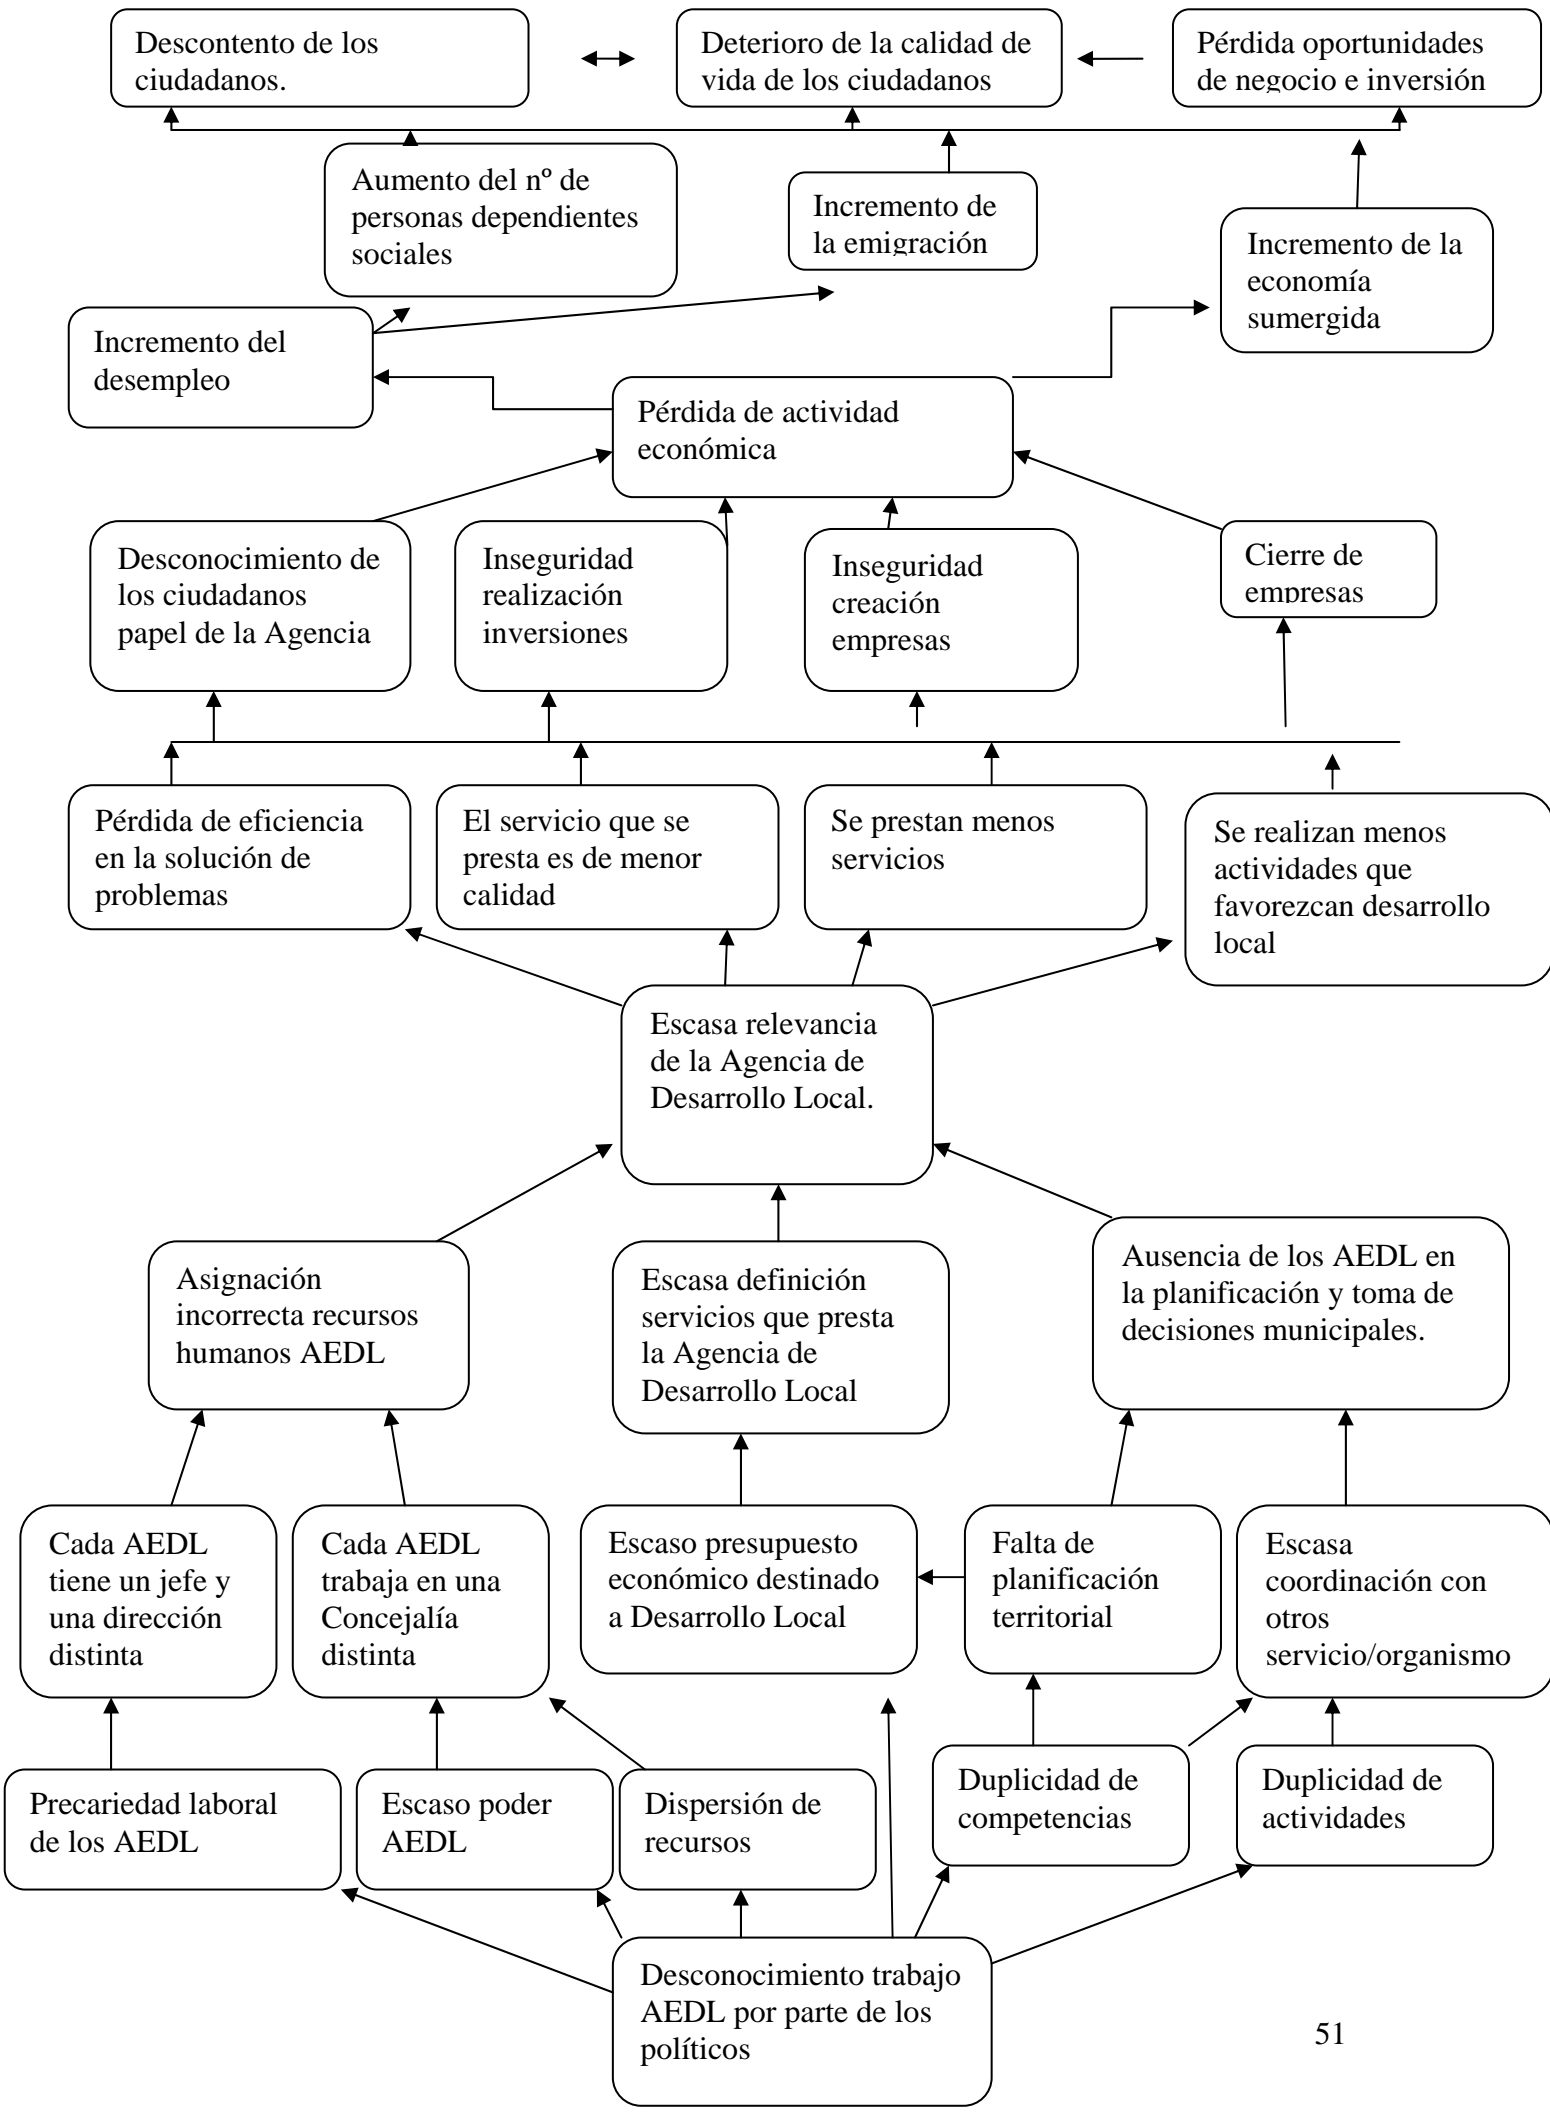 Descontento de los
ciudadanos.
Deterioro de la calidad de
vida de los ciudadanos
Pérdida oportunidades
de negocio e inversión
Aumento del nº de
personas dependientes
sociales
Incremento de
la emigración
Incremento de la
economía
sumergida
Incremento del
desempleo
Pérdida de actividad
económica
Desconocimiento de
los ciudadanos
papel de la Agencia
Inseguridad
realización
inversiones
Inseguridad
creación
empresas
Cierre de
empresas
Pérdida de eficiencia
en la solución de
problemas
El servicio que se
presta es de menor
calidad
Se prestan menos
servicios
Se realizan menos
actividades que
favorezcan desarrollo
local
Escasa relevancia
de la Agencia de
Desarrollo Local.
Asignación
incorrecta recursos
humanos AEDL
Escasa definición
servicios que presta
la Agencia de
Desarrollo Local
Ausencia de los AEDL en
la planificación y toma de
decisiones municipales.
Cada AEDL
tiene un jefe y
una dirección
distinta
Cada AEDL
trabaja en una
Concejalía
distinta
Escaso presupuesto
económico destinado
a Desarrollo Local
Falta de
planificación
territorial
Escasa
coordinación con
otros
servicio/organismo
Precariedad laboral
de los AEDL
Escaso poder
AEDL
Dispersión de
recursos
Duplicidad de
competencias
Duplicidad de
actividades
Desconocimiento trabajo
AEDL por parte de los
políticos
51